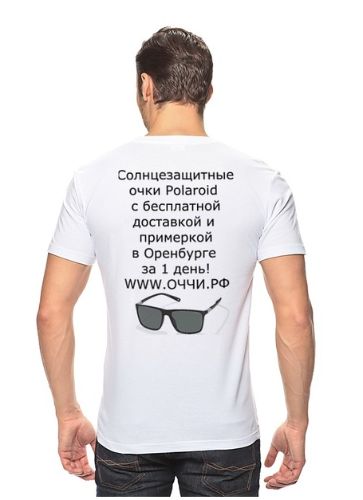 Солнцезащитные
очки Polaroid
с бесплатной
доставкой и
примеркой
в Оренбурге
за 1 день!
WWW.ОЧЧИ.РФ